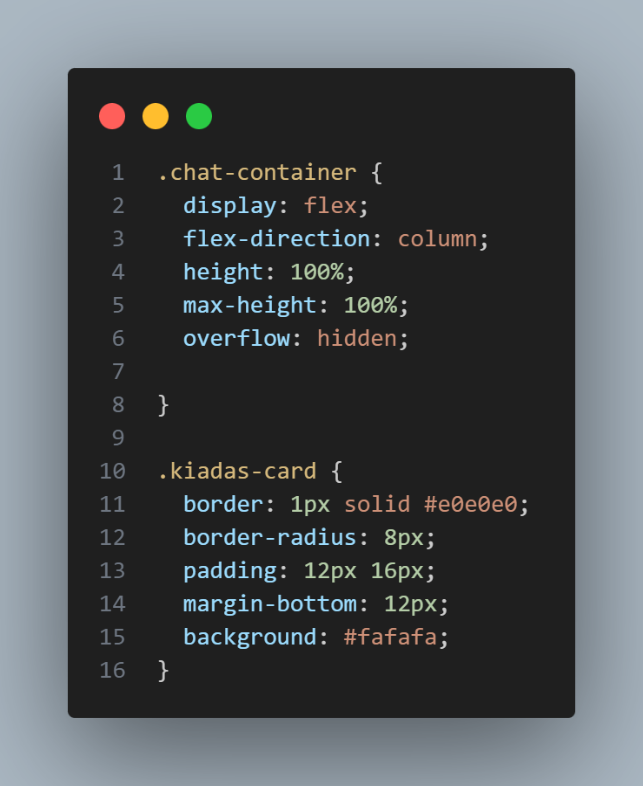 1 .chat-container {
2   display: flex;
3   flex-direction: column;
4   height: 100%;
5   max-height: 100%;
6   overflow: hidden;
7
8 }
9
10 .kiadas-card {
11   border: 1px solid #e0e0e0;
12   border-radius: 8px;
13   padding: 12px 16px;
14   margin-bottom: 12px;
15   background: #fafafa;
16 }